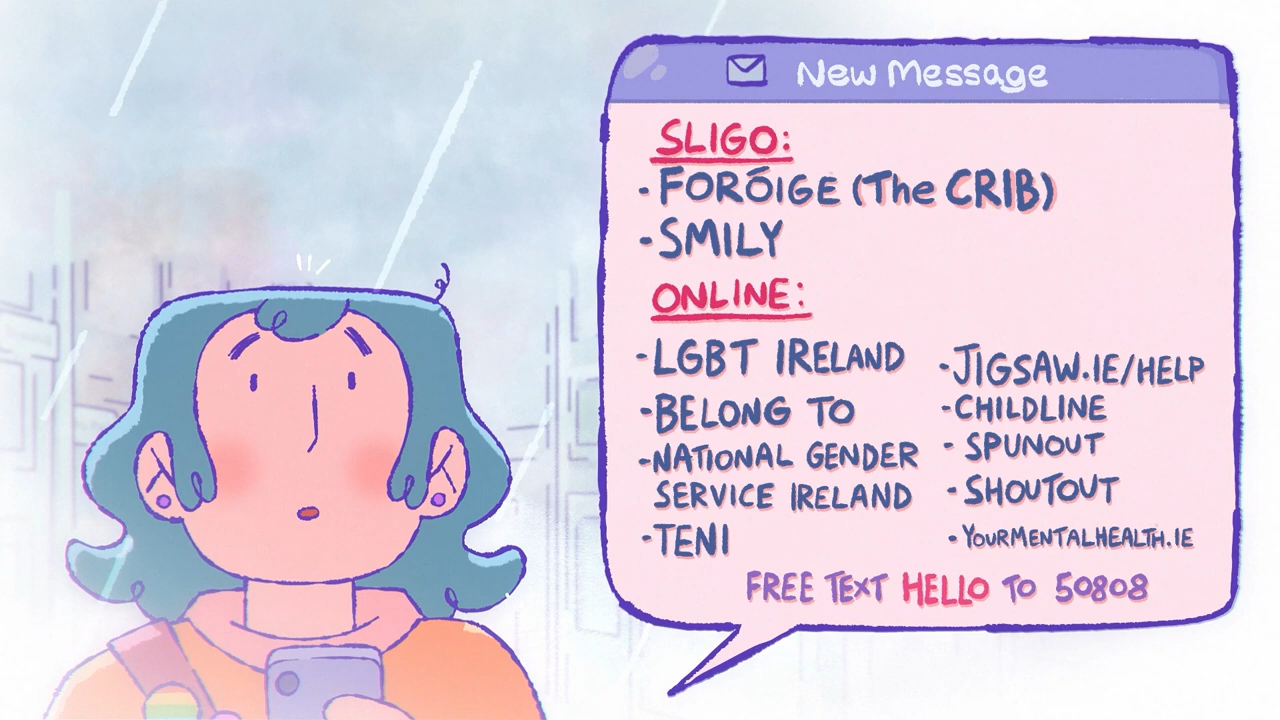 New Message
SLIGO:
- FORÓIGE (The CRIB)
- SMILY
ONLINE:
- LGBT IRELAND
- BELONG TO
- NATIONAL GENDER
SERVICE IRELAND
- TENI
- JIGSAW.IE/HELP
- CHILDLINE
- SPUNOUT
- SHOUTOUT
- YOURMENTALHEALTH.IE
FREE TEXT HELLO TO 50808